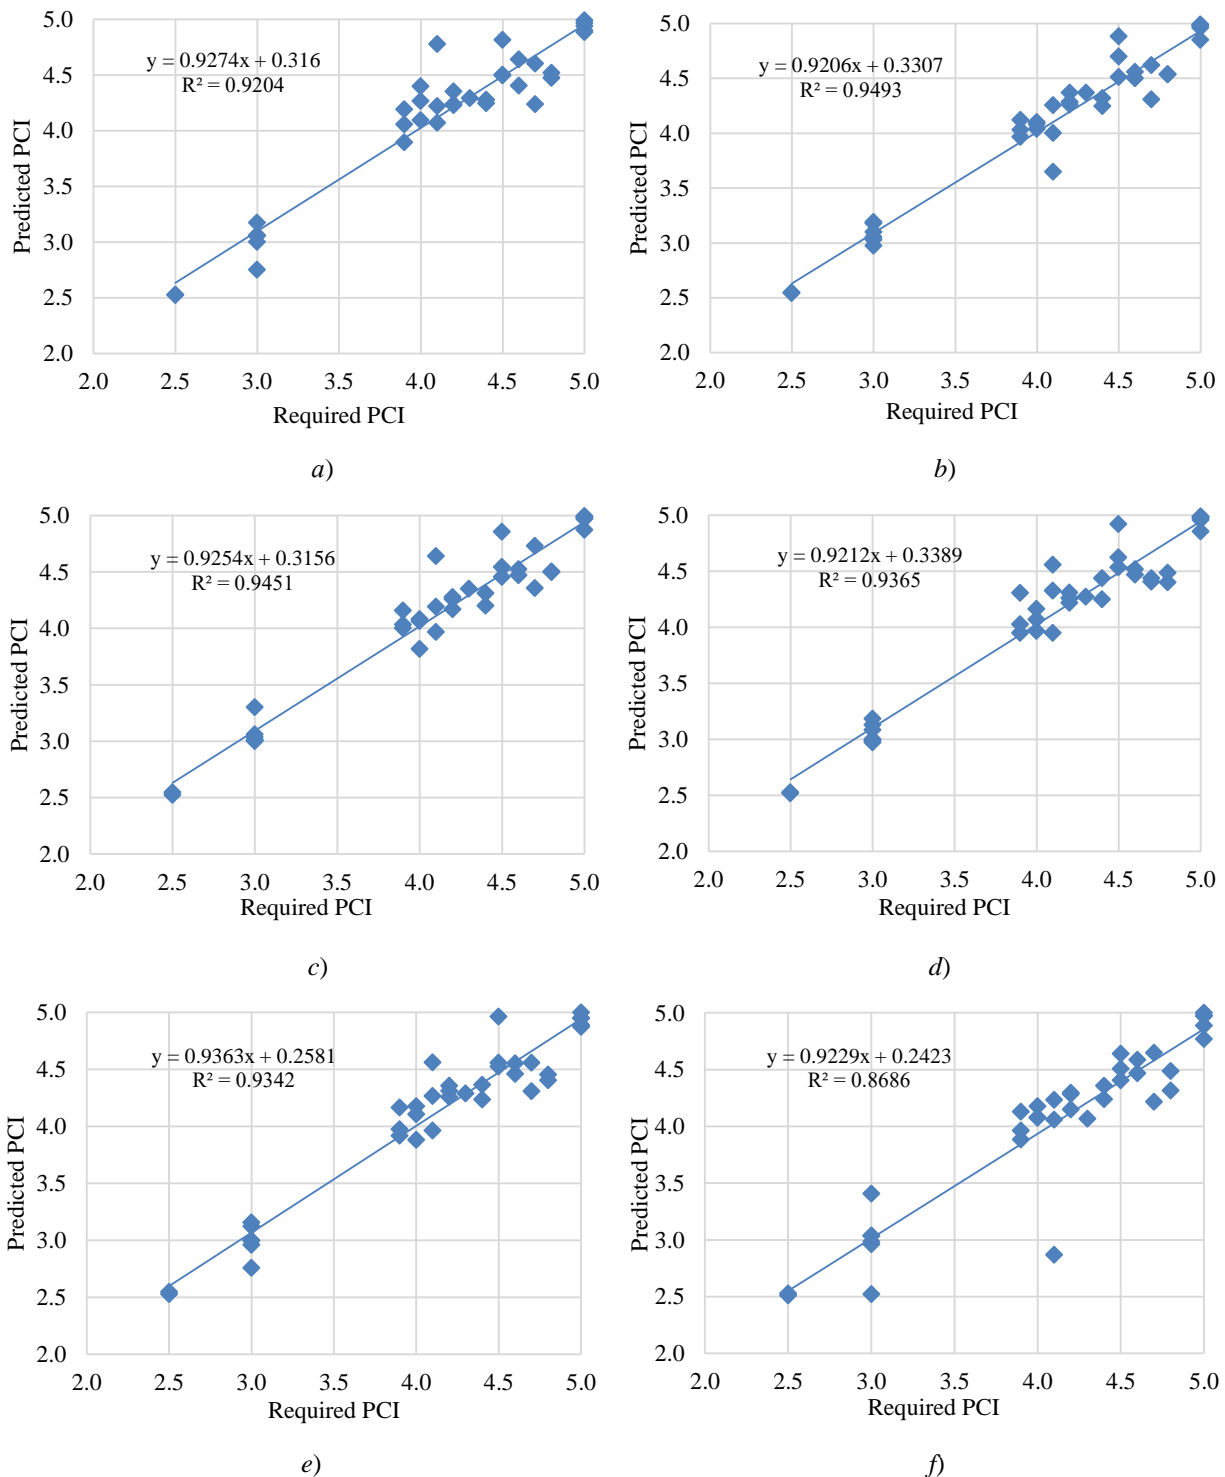 5.0
4.5
4.0
3.5
3.0
2.5
2.0
Predicted PCI
y = 0.9274x + 0.316
R² = 0.9204
2.0 2.5 3.0 3.5 4.0 4.5 5.0
Required PCI
a)
5.0
4.5
4.0
3.5
3.0
2.5
2.0
Predicted PCI
y = 0.9206x + 0.3307
R² = 0.9493
2.0 2.5 3.0 3.5 4.0 4.5 5.0
Required PCI
b)
5.0
4.5
4.0
3.5
3.0
2.5
2.0
Predicted PCI
y = 0.9254x + 0.3156
R² = 0.9451
2.0 2.5 3.0 3.5 4.0 4.5 5.0
Required PCI
c)
5.0
4.5
4.0
3.5
3.0
2.5
2.0
Predicted PCI
y = 0.9212x + 0.3389
R² = 0.9365
2.0 2.5 3.0 3.5 4.0 4.5 5.0
Required PCI
d)
5.0
4.5
4.0
3.5
3.0
2.5
2.0
Predicted PCI
y = 0.9363x + 0.2581
R² = 0.9342
2.0 2.5 3.0 3.5 4.0 4.5 5.0
Required PCI
e)
5.0
4.5
4.0
3.5
3.0
2.5
2.0
Predicted PCI
y = 0.9229x + 0.2423
R² = 0.8686
2.0 2.5 3.0 3.5 4.0 4.5 5.0
Required PCI
f)